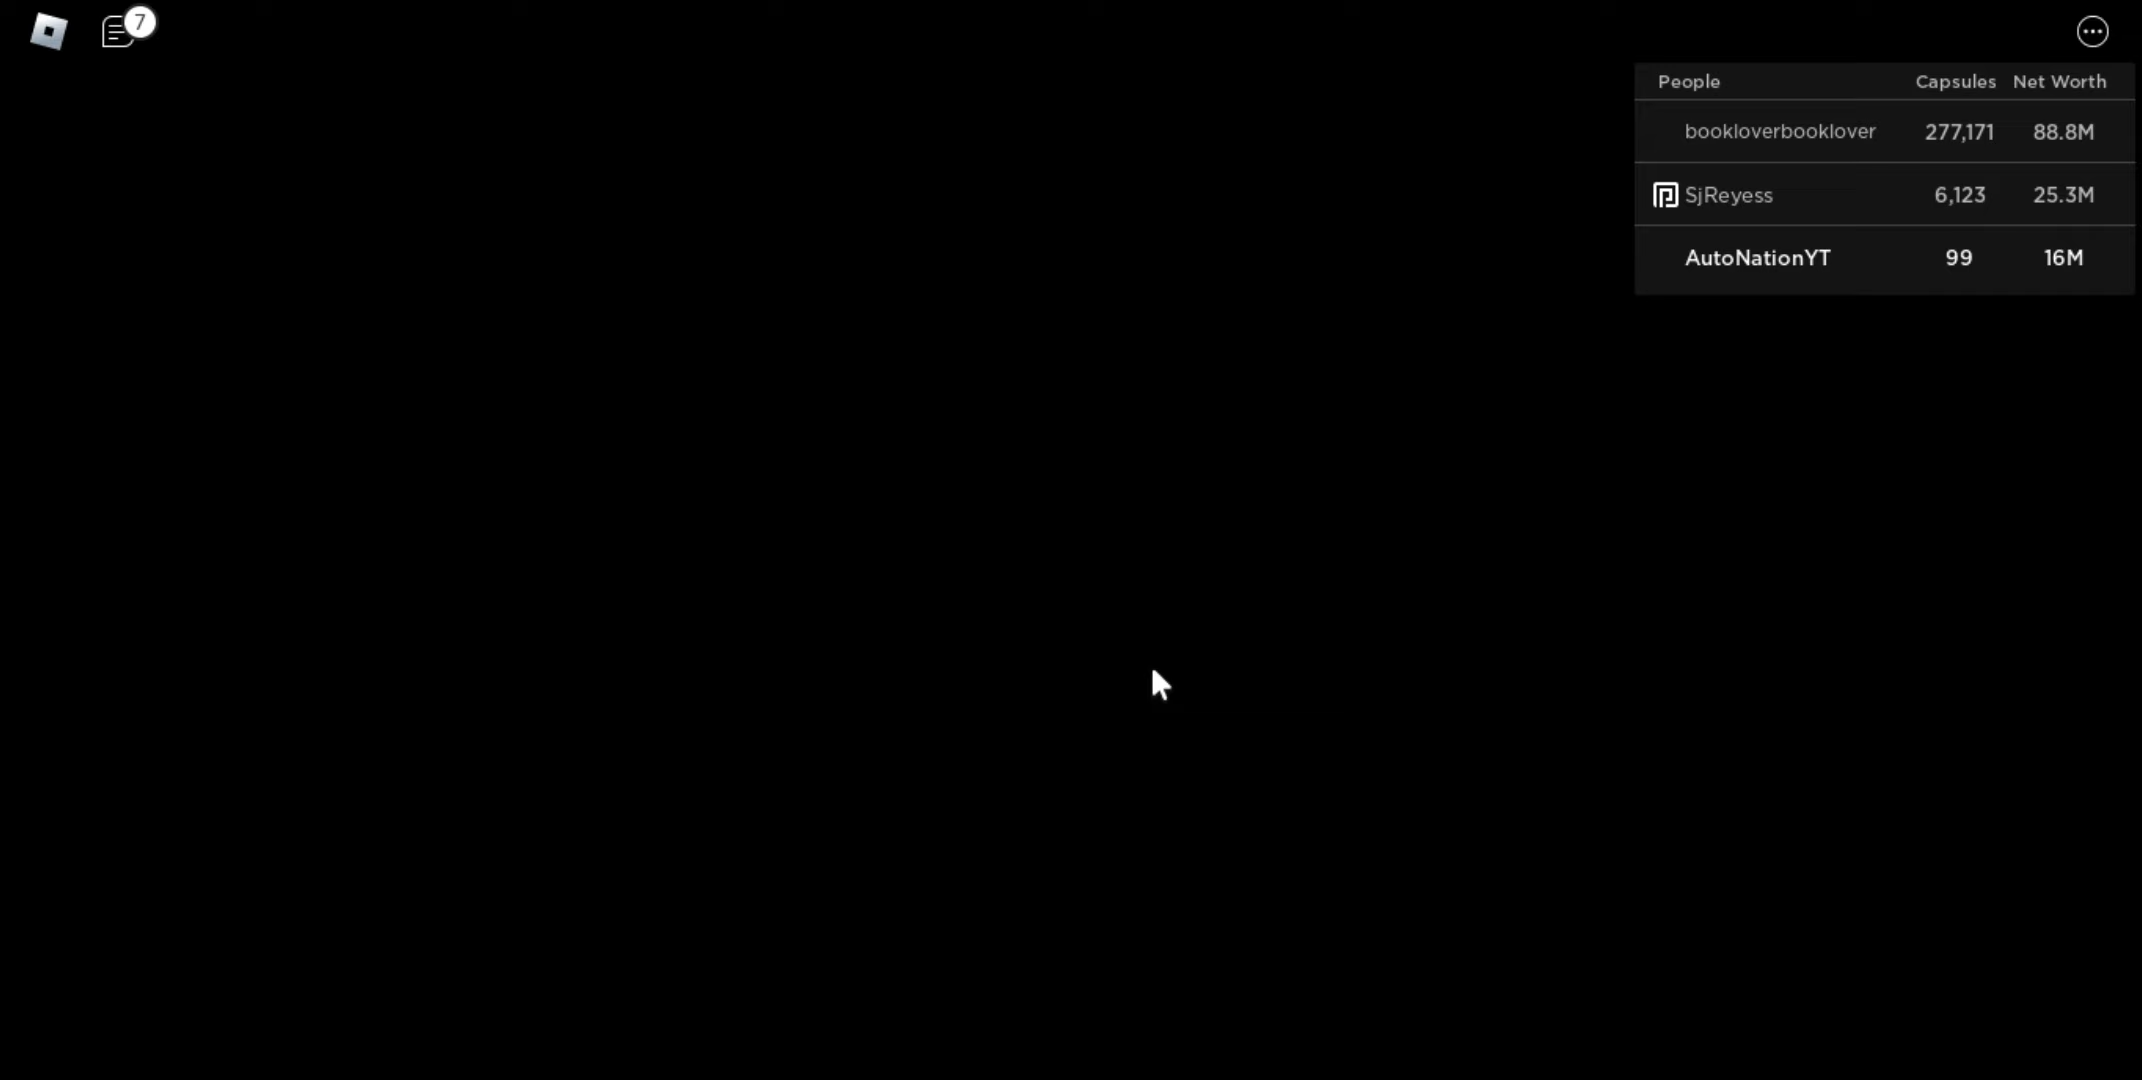 7
People Capsules Net Worth
bookloverbooklover 277,171 88.8M
SjReyess 6,123 25.3M
AutoNationYT 99 16M